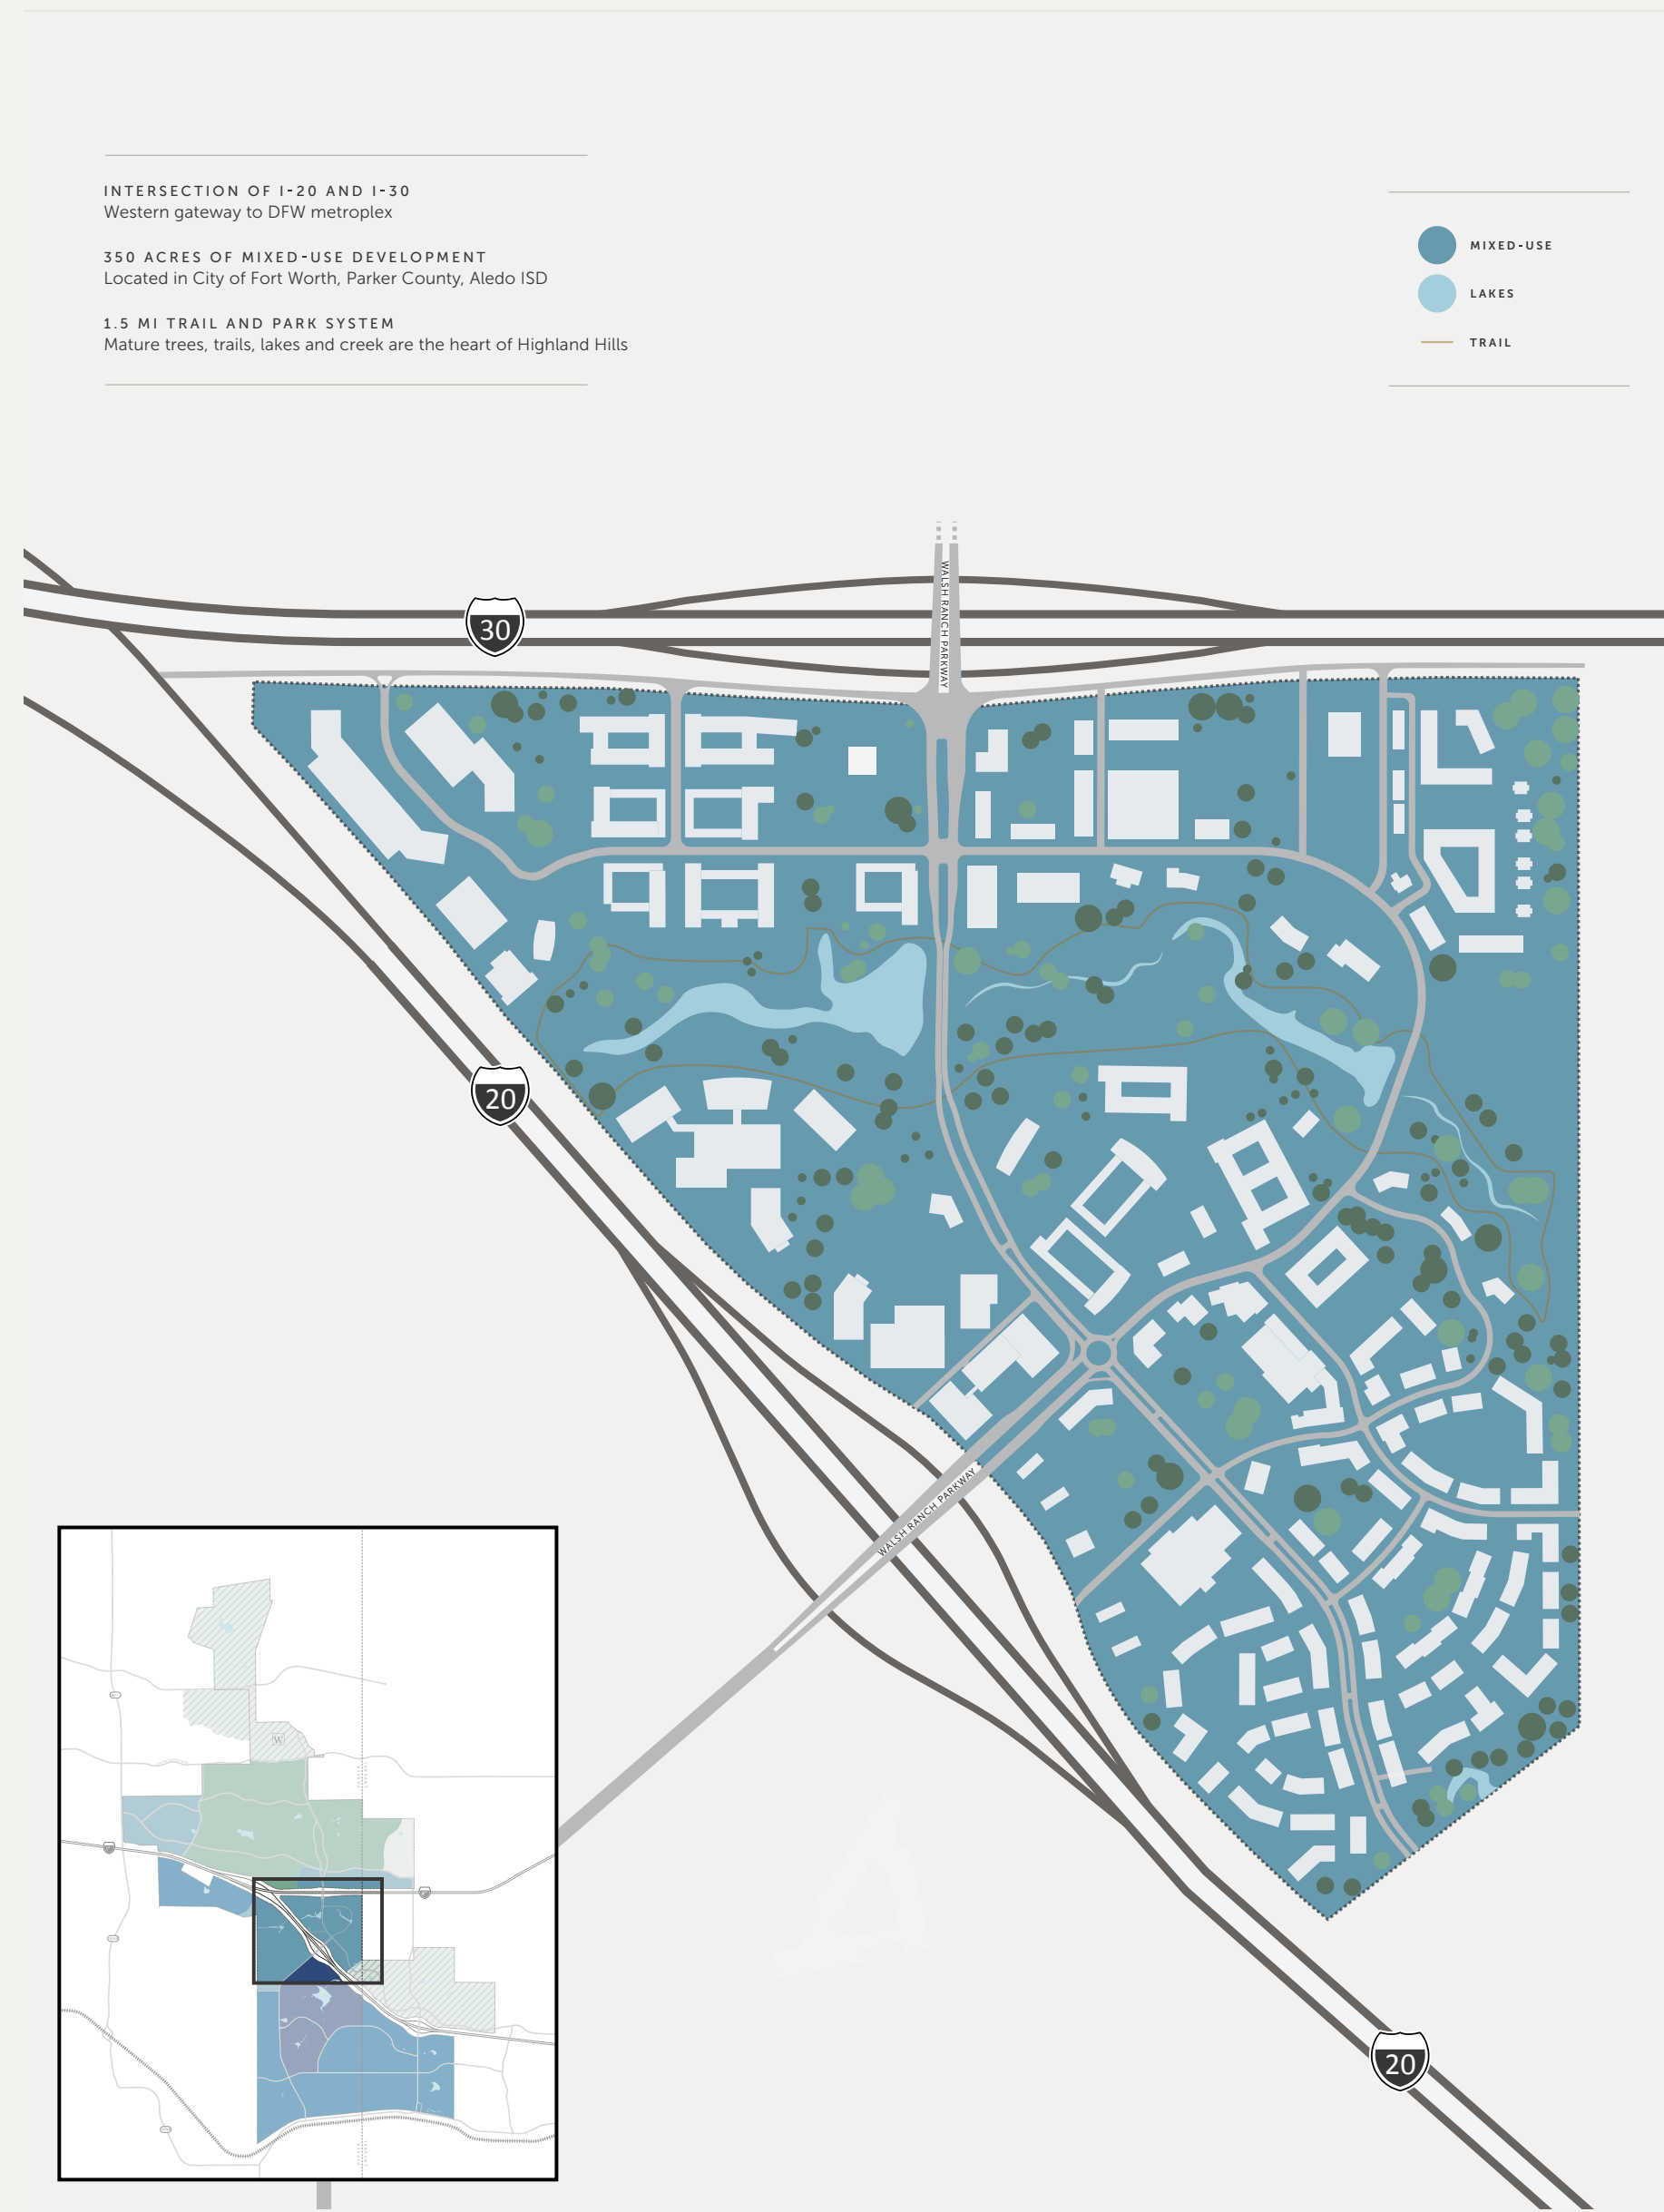 INTERSECTION OF I-20 AND I-30
Western gateway to DFW metroplex
350 ACRES OF MIXED-USE DEVELOPMENT
Located in City of Fort Worth, Parker County, Aledo ISD
1.5 MI TRAIL AND PARK SYSTEM
Mature trees, trails, lakes and creek are the heart of Highland Hills
MIXED-USE
LAKES
TRAIL
WALSH RANCH PARKWAY
30
20
WALSH RANCH PARKWAY
W
20